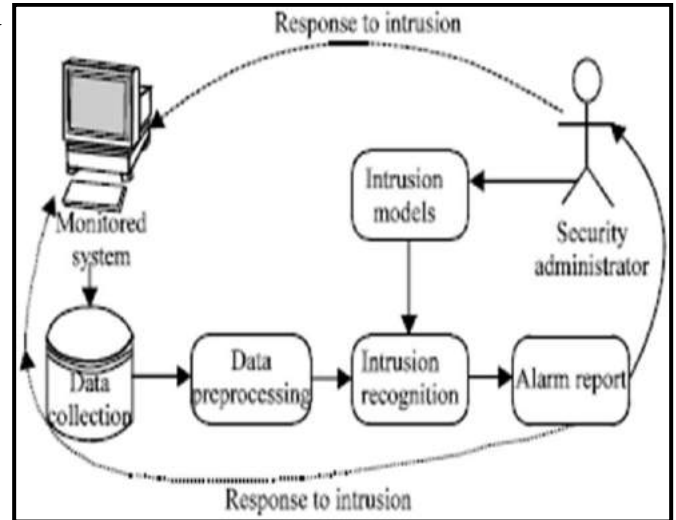 Response to intrusion
Monitored
system
Intrusion
models
Security
administrator
Data
collection
Data
preprocessing
Intrusion
recognition
Alarm report
Response to intrusion